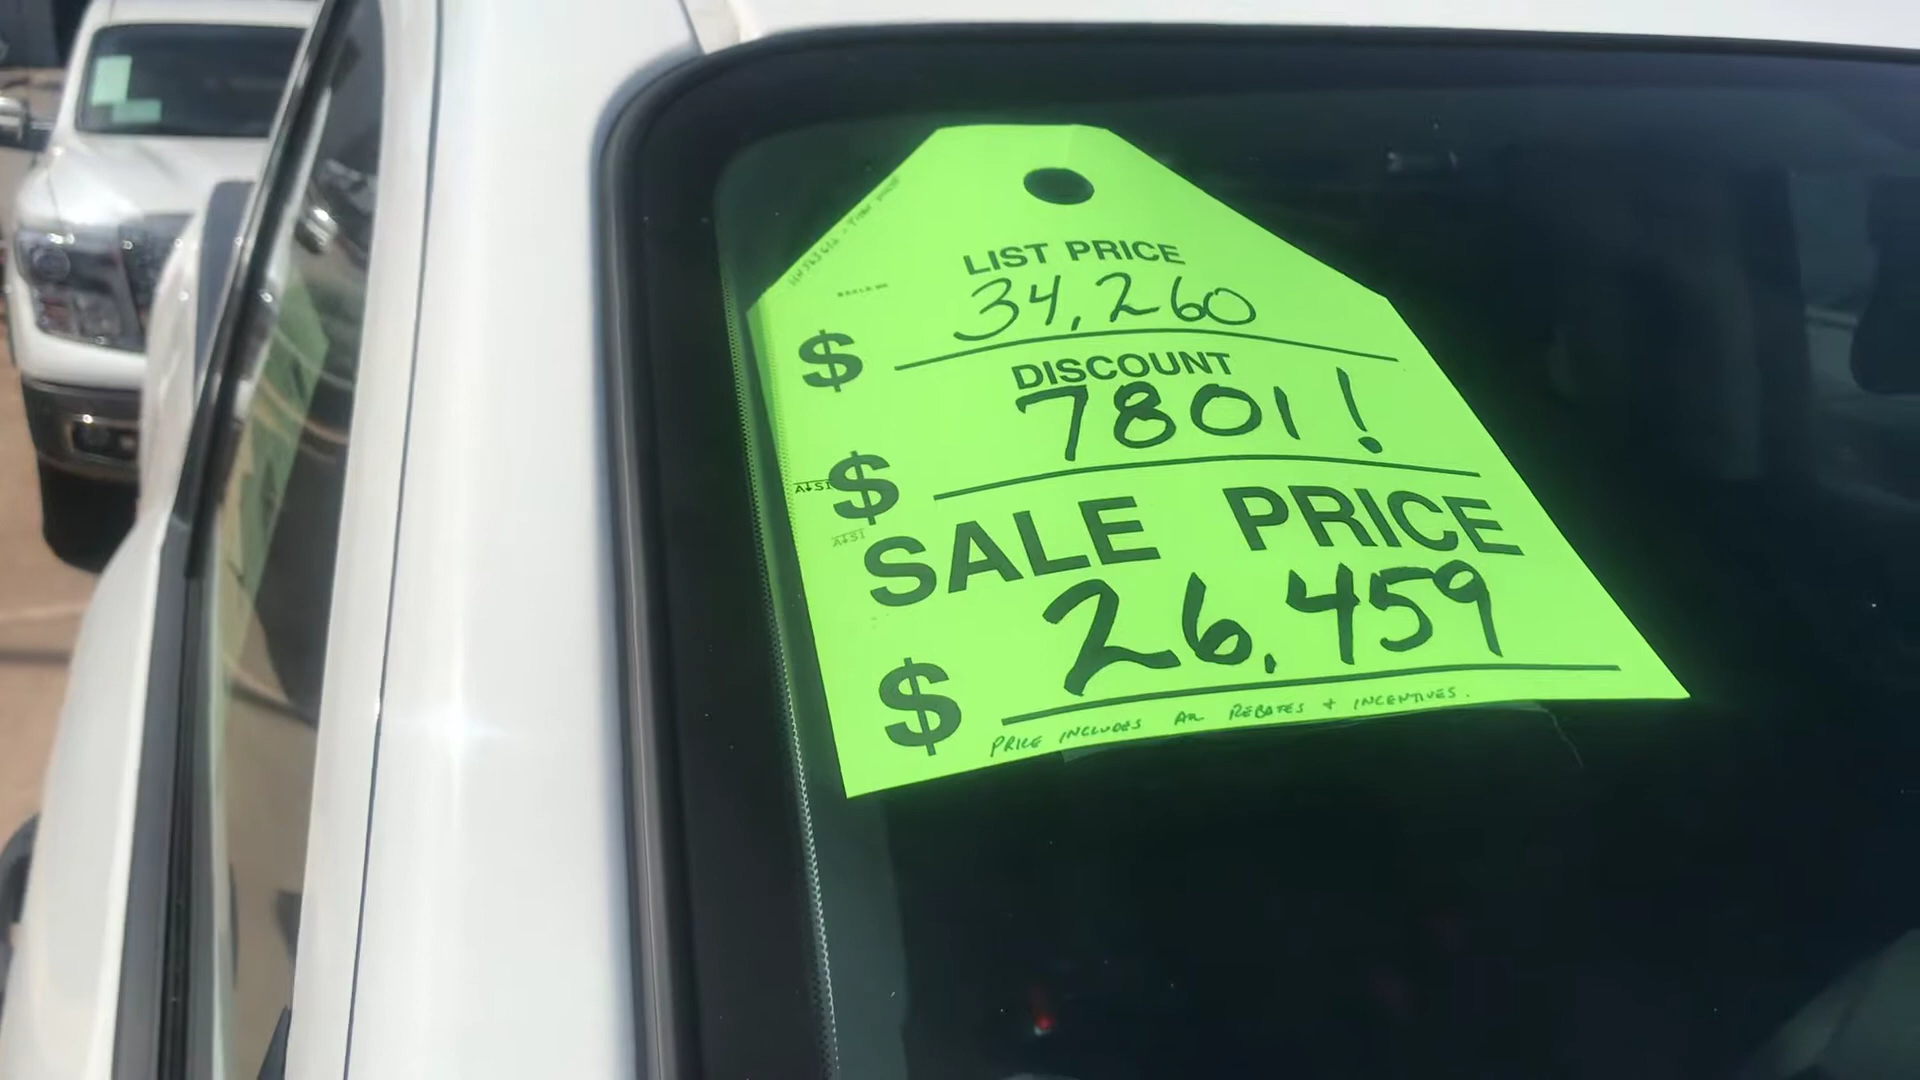 LIST PRICE
$ 34,260
DISCOUNT
$ 7801!
SALE PRICE
$ 26,459
PRICE INCLUDES ALL REBATES + INCENTIVES.